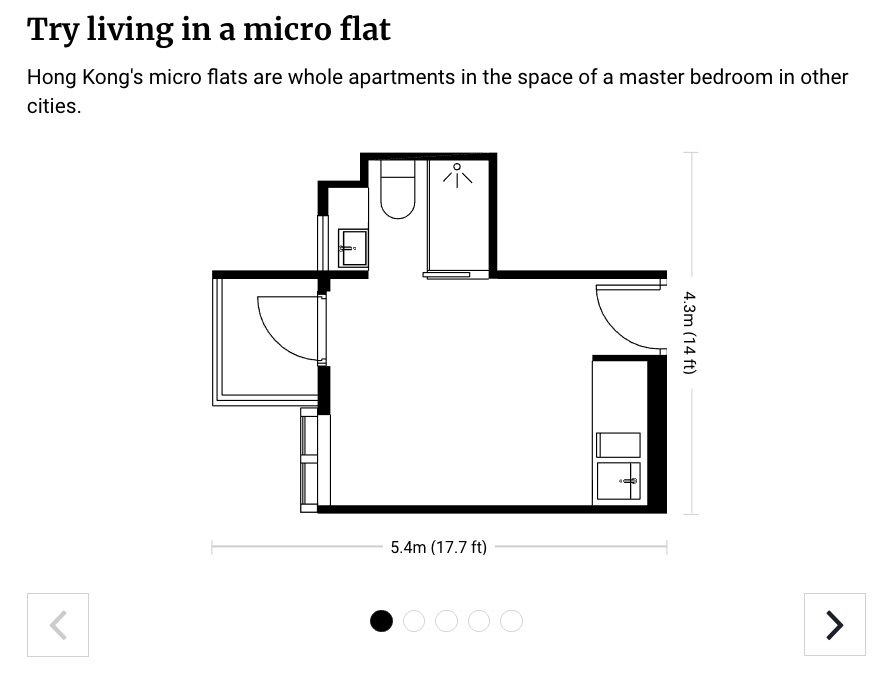 Try living in a micro flat
Hong Kong's micro flats are whole apartments in the space of a master bedroom in other
cities.
4.3m (14 ft)
5.4m (17.7 ft)